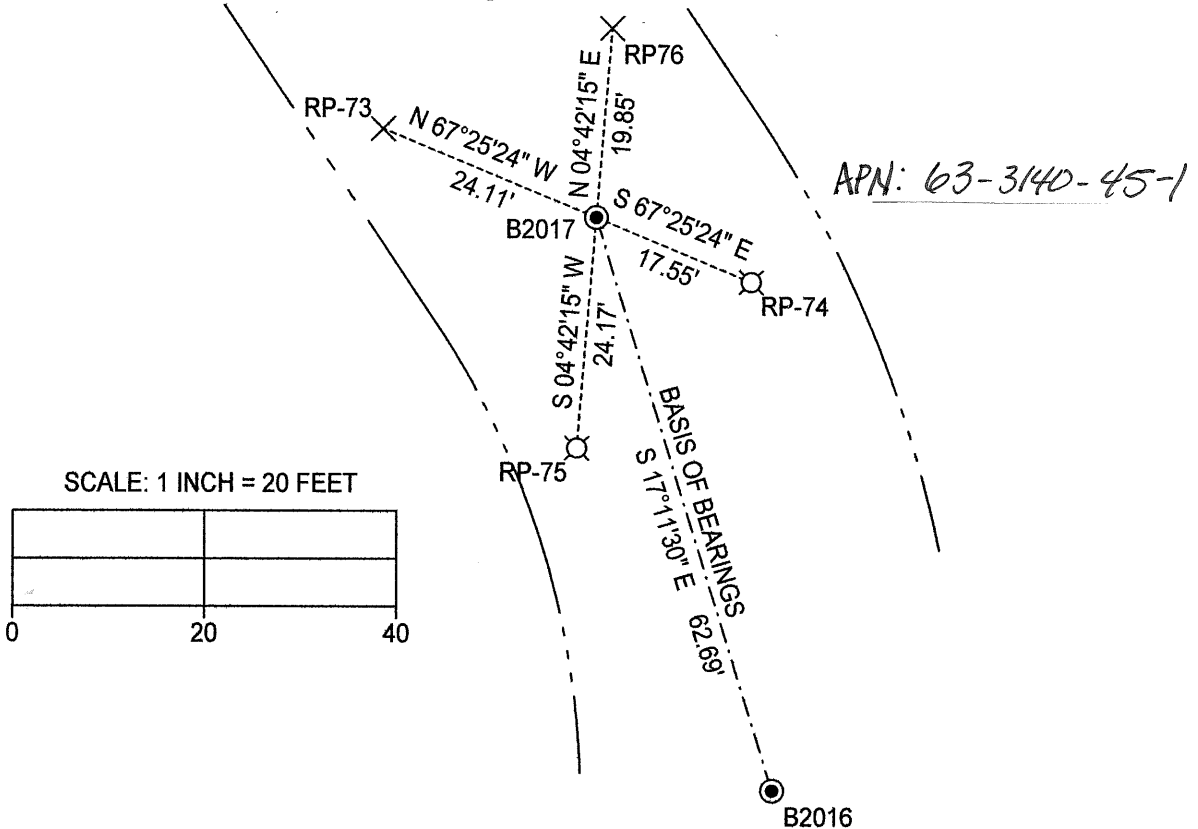 RP76
RP-73
N 67°25'24" W
24.11'
N 04°42'15" E
19.85'
APN: 63-3140-45-1
B2017
S 67°25'24" E
17.55'
RP-74
S 04°42'15" W
24.17'
RP-75
BASIS OF BEARINGS
S 17°11'30" E 62.69'
SCALE: 1 INCH = 20 FEET
0 20 40
B2016